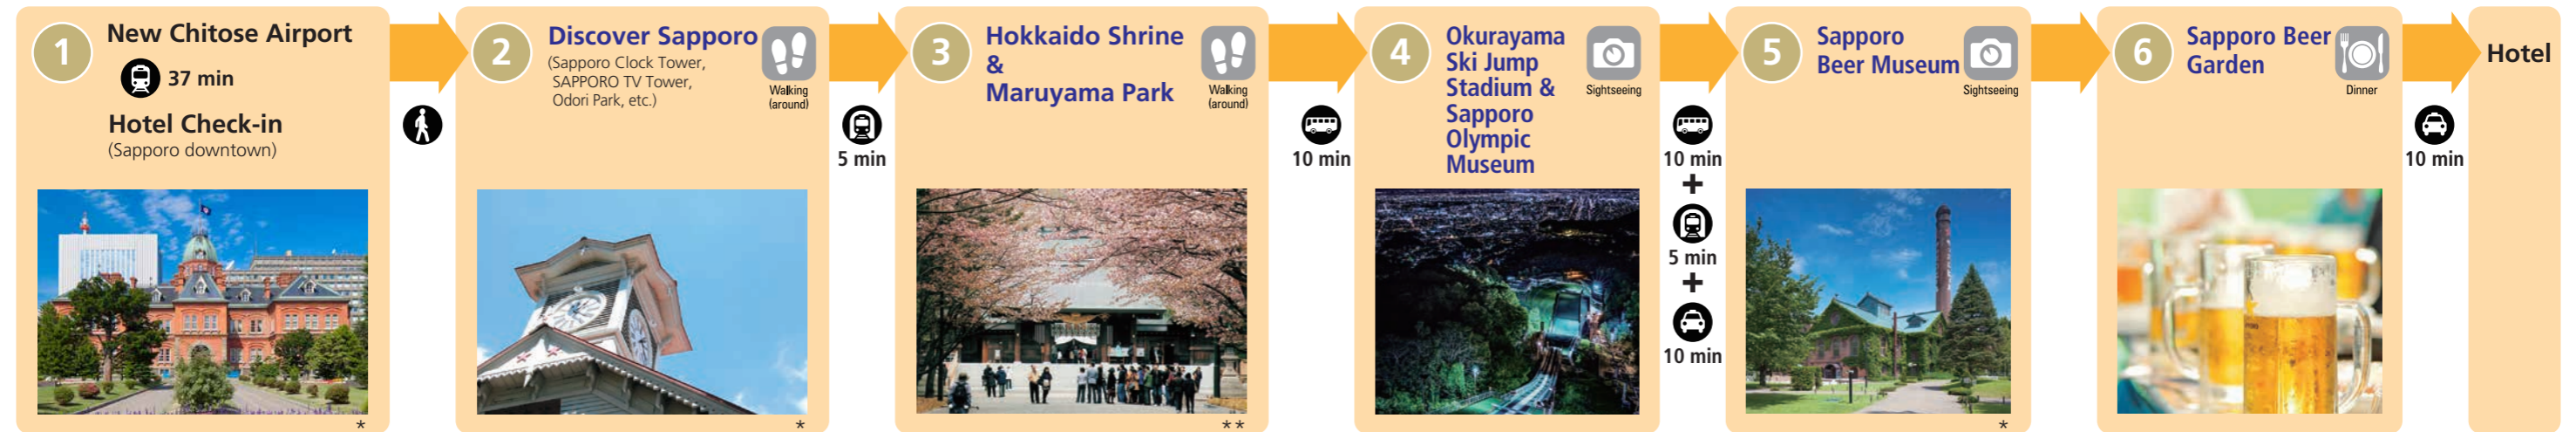 1
New Chitose Airport
37 min
Hotel Check-in
(Sapporo downtown)
*
2
Discover Sapporo
(Sapporo Clock Tower,
SAPPORO TV Tower,
Odori Park, etc.)
Walking
(around)
*
5 min
3
Hokkaido Shrine
&
Maruyama Park
Walking
(around)
**
10 min
4
Okurayama
Ski Jump
Stadium &
Sapporo
Olympic
Museum
Sightseeing
10 min
+
5 min
+
10 min
5
Sapporo
Beer Museum
Sightseeing
*
6
Sapporo Beer
Garden
Dinner
10 min
Hotel